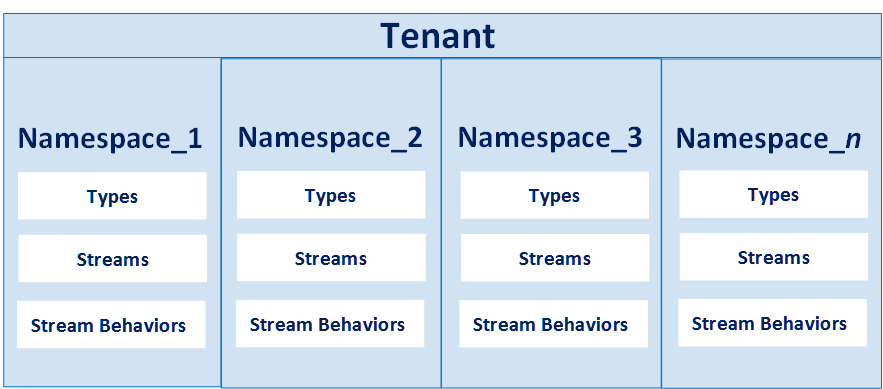 Tenant
Namespace_1
Types
Streams
Stream Behaviors
Namespace_2
Types
Streams
Stream Behaviors
Namespace_3
Types
Streams
Stream Behaviors
Namespace_n
Types
Streams
Stream Behaviors